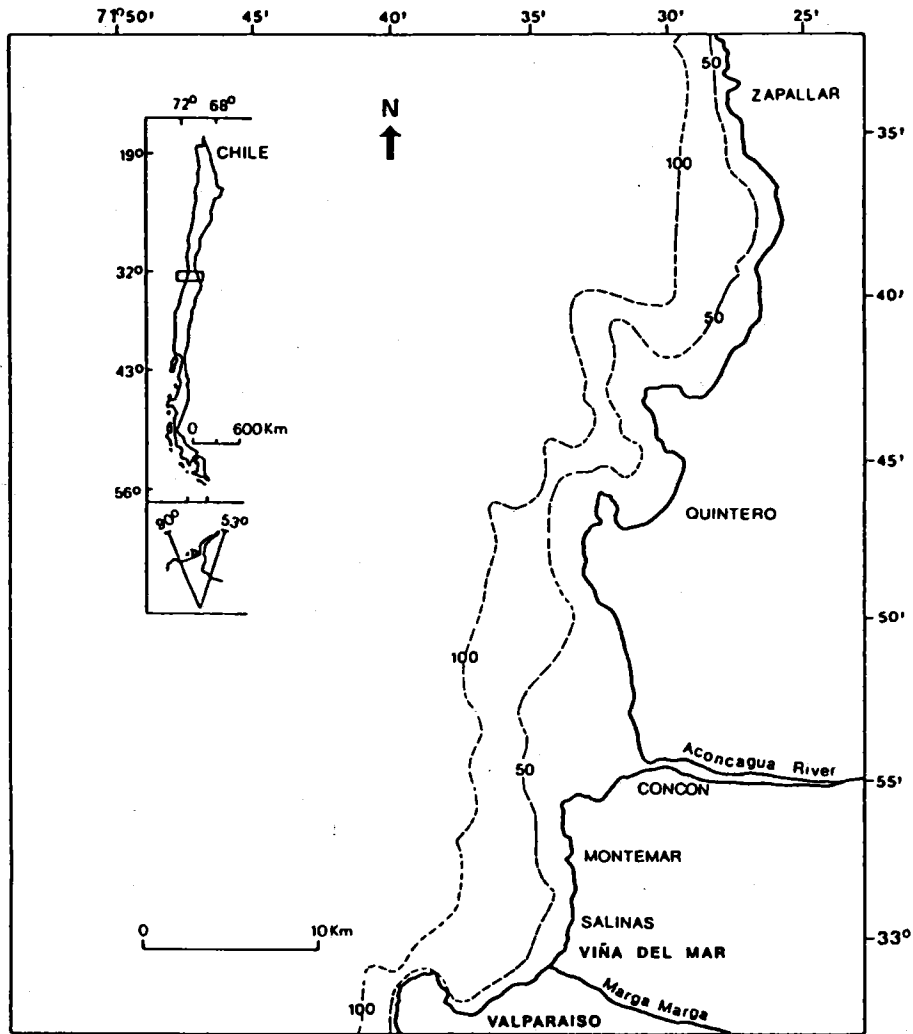 71°50' 45' 40' 35' 30' 25'
50
ZAPALLAR
N
72° 68°
35'
19° CHILE
100
32°
40'
50
43°
0 600Km
45'
56°
QUINTERO
90° 53°
50'
100
Aconcagua River
50
55'
CONCON
MONTEMAR
SALINAS
0 10Km
33°
VIÑA DEL MAR
Marga Marga
100
VALPARAISO